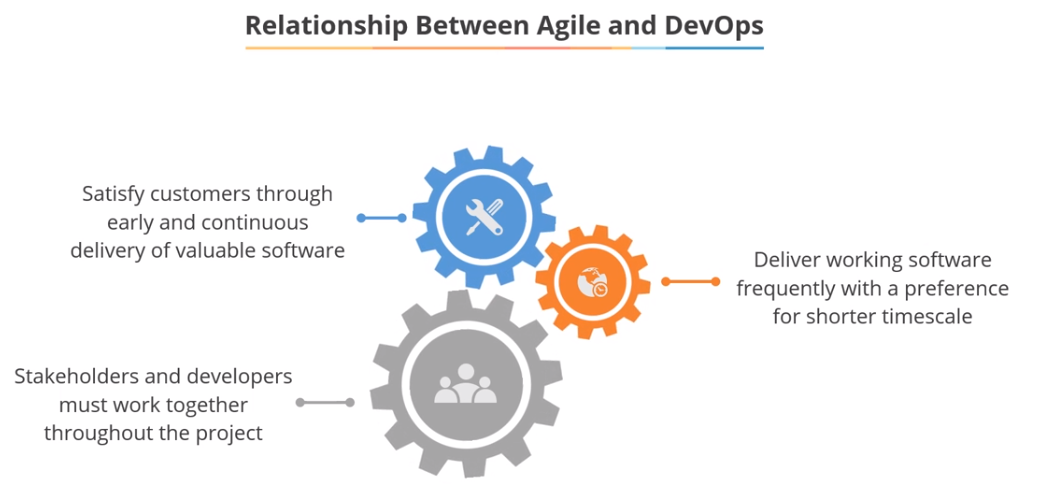 Relationship Between Agile and DevOps
Satisfy customers through
early and continuous
delivery of valuable software
Deliver working software
frequently with a preference
for shorter timescale
Stakeholders and developers
must work together
throughout the project